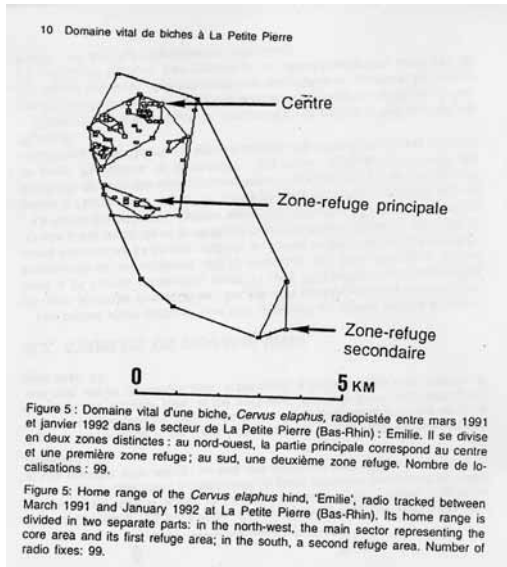 10 Domaine vital de biches à La Petite Pierre
Centre
Zone-refuge principale
Zone-refuge
secondaire
0
5 KM
Figure 5 : Domaine vital d'une biche, Cervus elaphus, radiopistée entre mars 1991
et janvier 1992 dans le secteur de La Petite Pierre (Bas-Rhin) : Emilie. Il se divise
en deux zones distinctes : au nord-ouest, la partie principale correspond au centre
et une première zone refuge; au sud, une deuxième zone refuge. Nombre de lo-
calisations : 99.
Figure 5: Home range of the Cervus elaphus hind, 'Emilie', radio tracked between
March 1991 and January 1992 at La Petite Pierre (Bas-Rhin). Its home range is
divided in two separate parts: in the north-west, the main sector representing the
core area and its first refuge area; in the south, a second refuge area. Number of
radio fixes: 99.